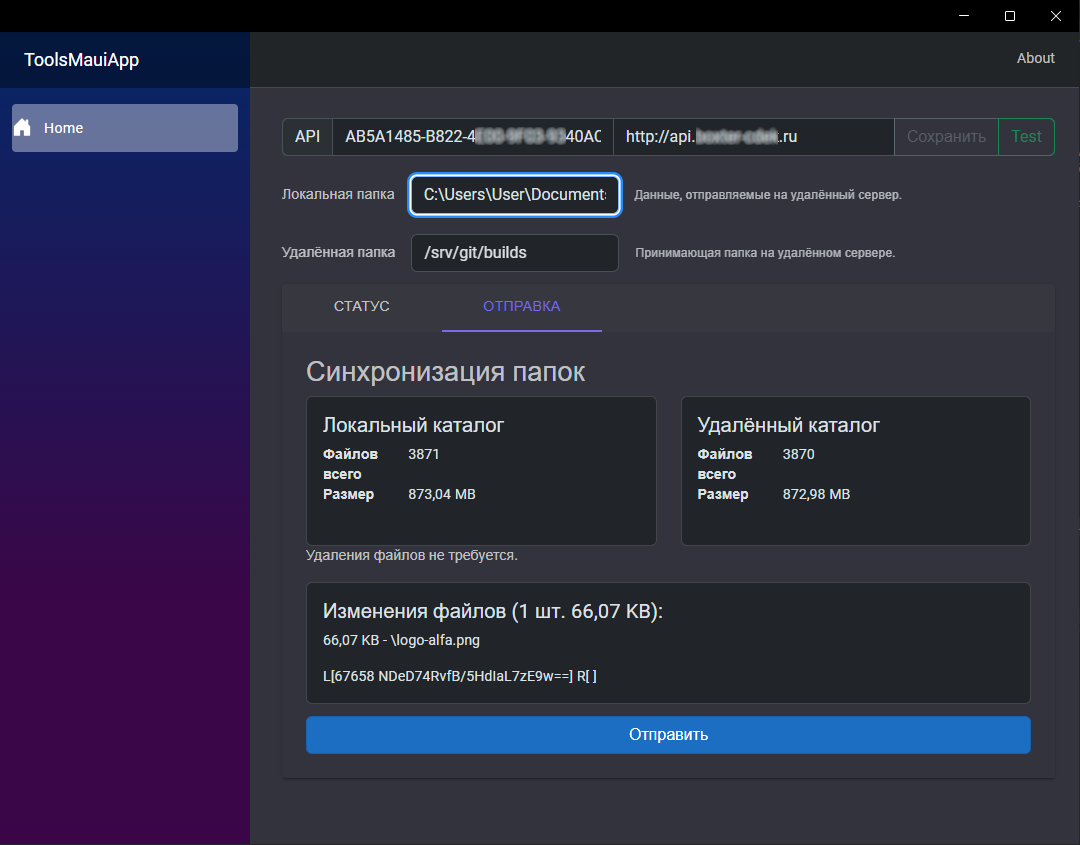 ToolsMauiApp
About
Home
API AB5A1485-B822-4 40AC http://api. .ru Сохранить Test
Локальная папка C:\Users\User\Document Данные, отправляемые на удалённый сервер.
Удалённая папка /srv/git/builds Принимающая папка на удалённом сервере.
СТАТУС ОТПРАВКА
Синхронизация папок
Локальный каталог
Файлов всего 3871
Размер 873,04 MB
Удалённый каталог
Файлов всего 3870
Размер 872,98 MB
Удаления файлов не требуется.
Изменения файлов (1 шт. 66,07 KB):
66,07 KB - \logo-alfa.png
L[67658 NDeD74RvfB/5HdIaL7zE9w==] R[ ]
Отправить